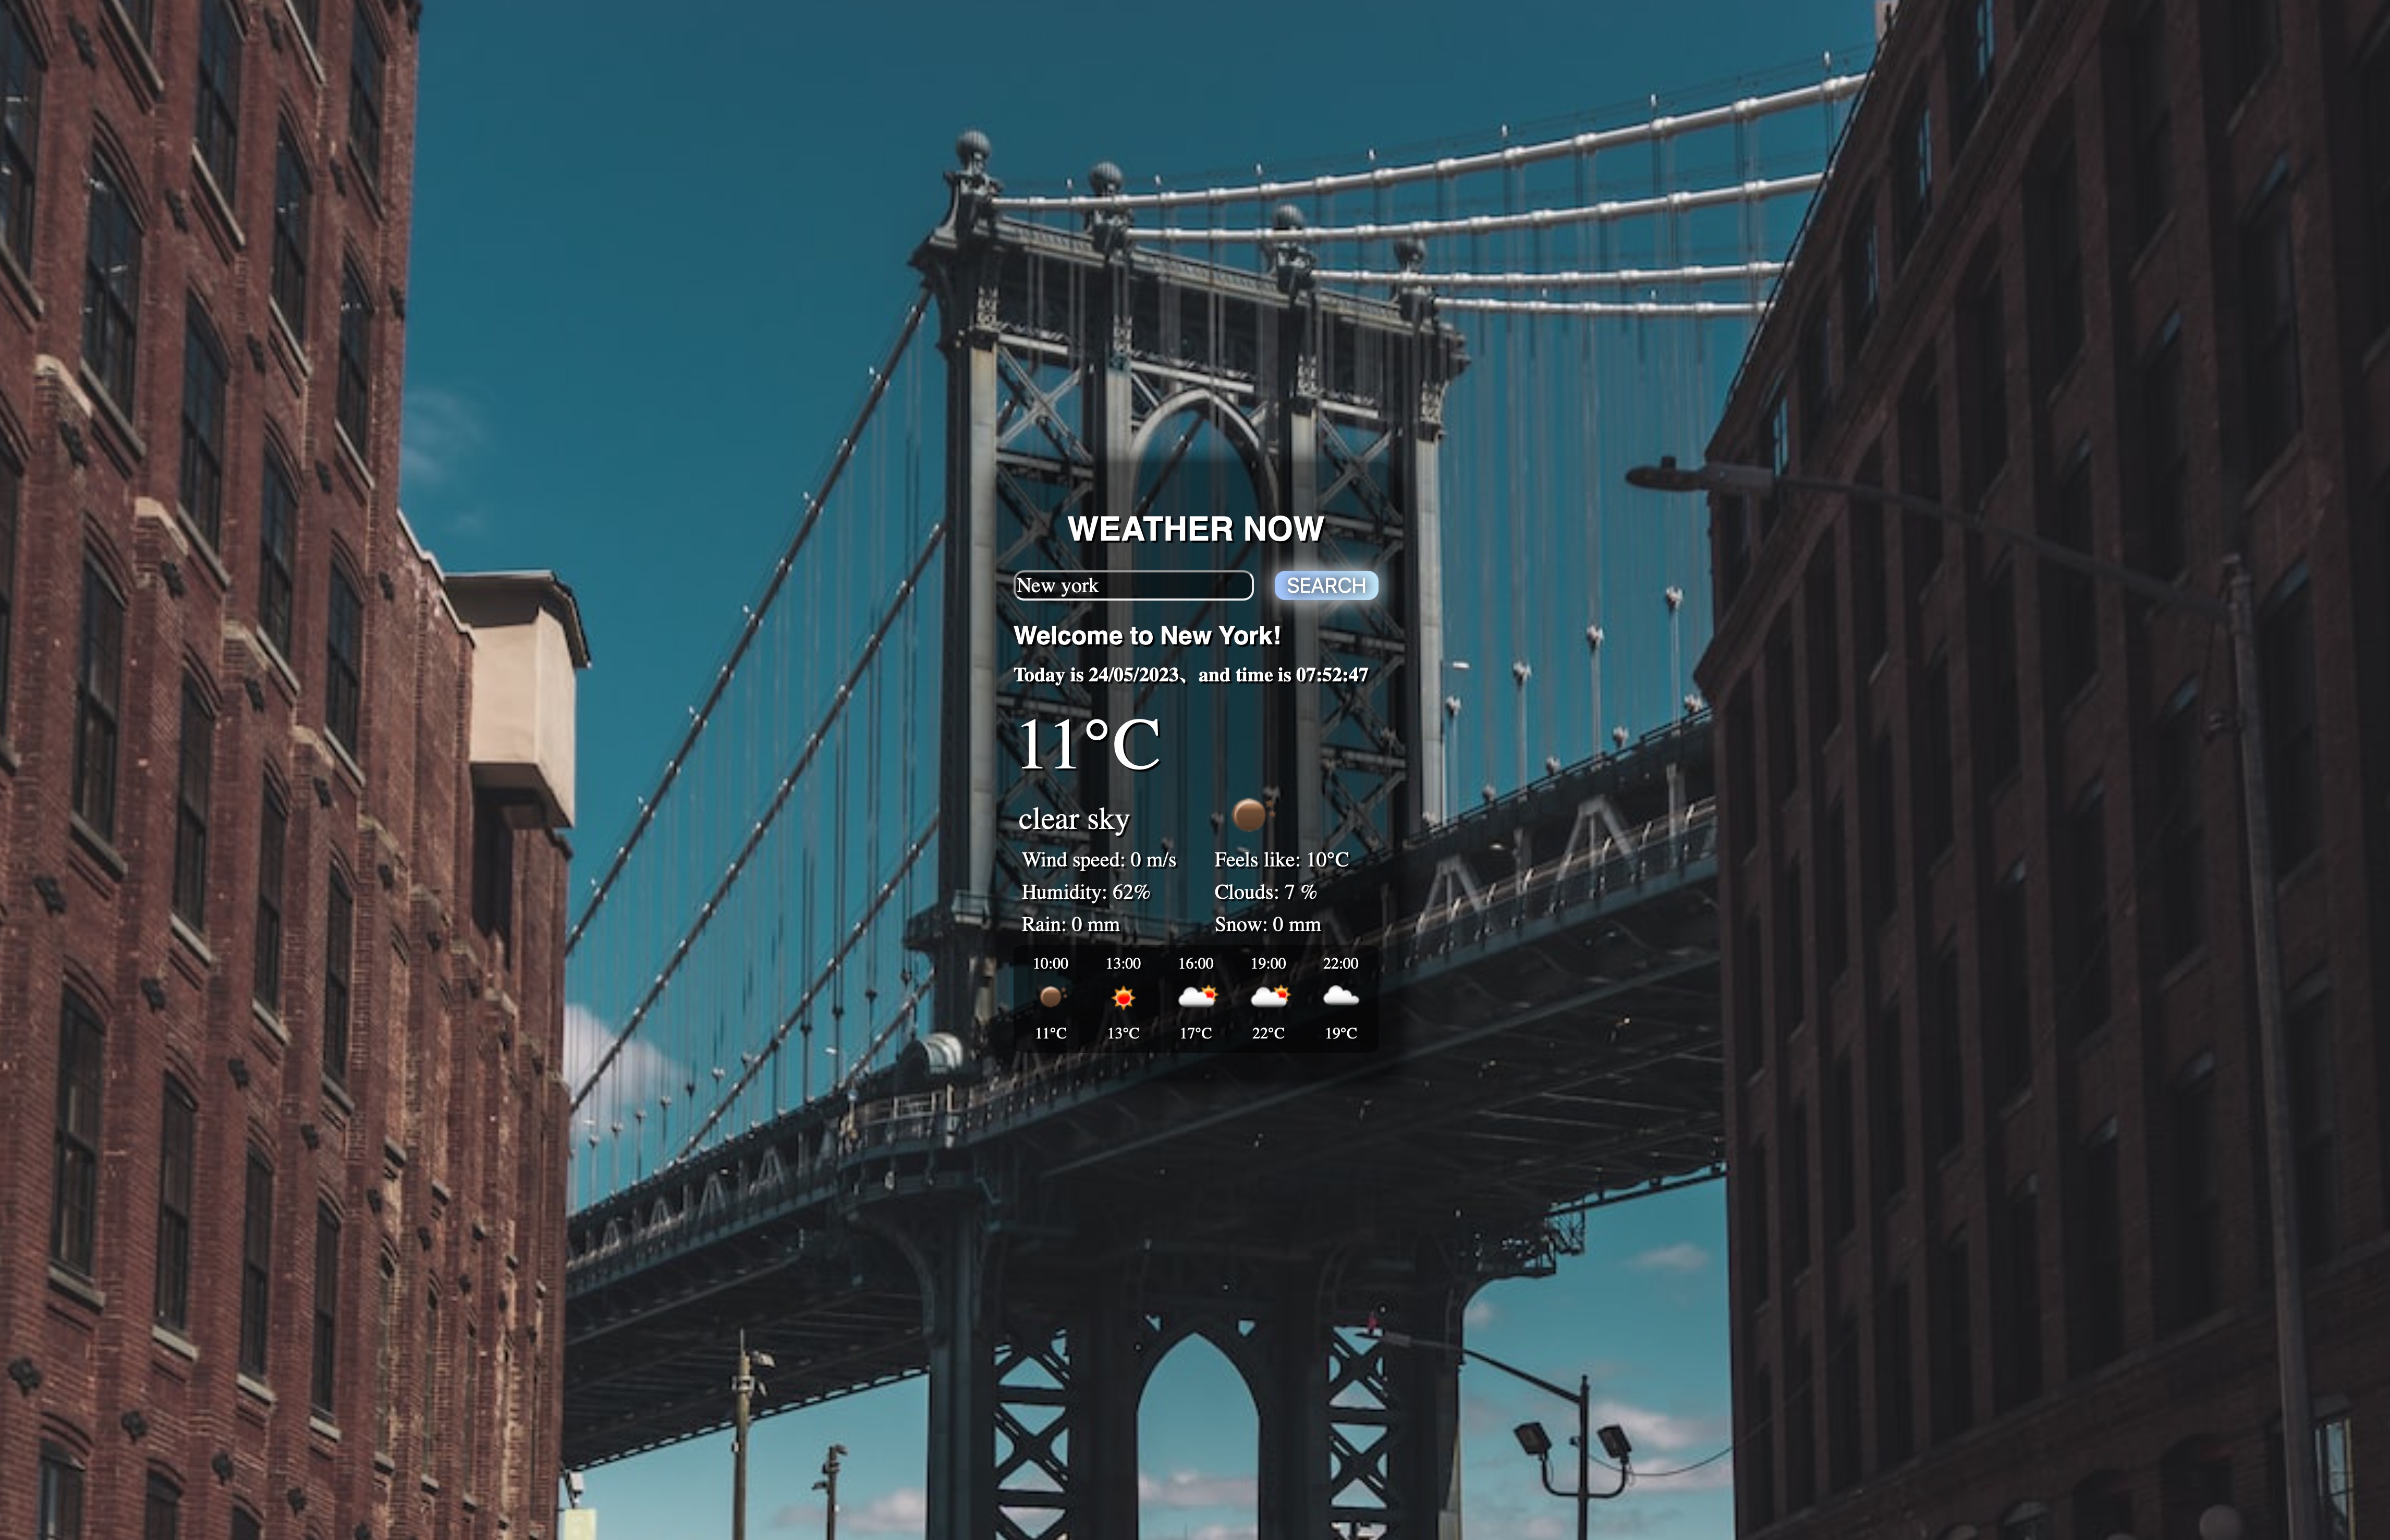 WEATHER NOW
New york SEARCH
Welcome to New York!
Today is 24/05/2023、and time is 07:52:47
11°C
clear sky
Wind speed: 0 m/s Feels like: 10°C
Humidity: 62% Clouds: 7 %
Rain: 0 mm Snow: 0 mm
10:00 13:00 16:00 19:00 22:00
11°C 13°C 17°C 22°C 19°C